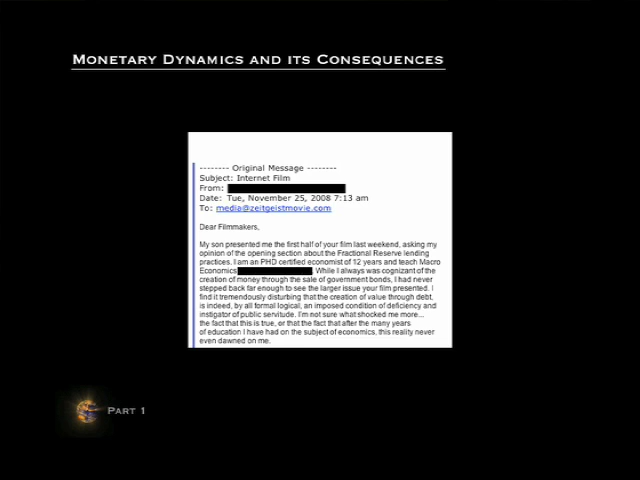 Monetary Dynamics and its Consequences
-------- Original Message --------
Subject: Internet Film
From:
Date: Tue, November 25, 2008 7:13 am
To: media@zeitgeistmovie.com
Dear Filmmakers,
My son presented me the first half of your film last weekend, asking my
opinion of the opening section about the Fractional Reserve lending
practices. I am an PHD certified economist of 12 years and teach Macro
Economics . While I always was cognizant of the
creation of money through the sale of government bonds, I had never
stepped back far enough to see the larger issue your film presented. I
find it tremendously disturbing that the creation of value through debt,
is indeed, by all formal logical, an imposed condition of deficiency and
instigator of public servitude. I'm not sure what shocked me more...
the fact that this is true, or that the fact that after the many years
of education I have had on the subject of economics, this reality never
even dawned on me.
Part 1